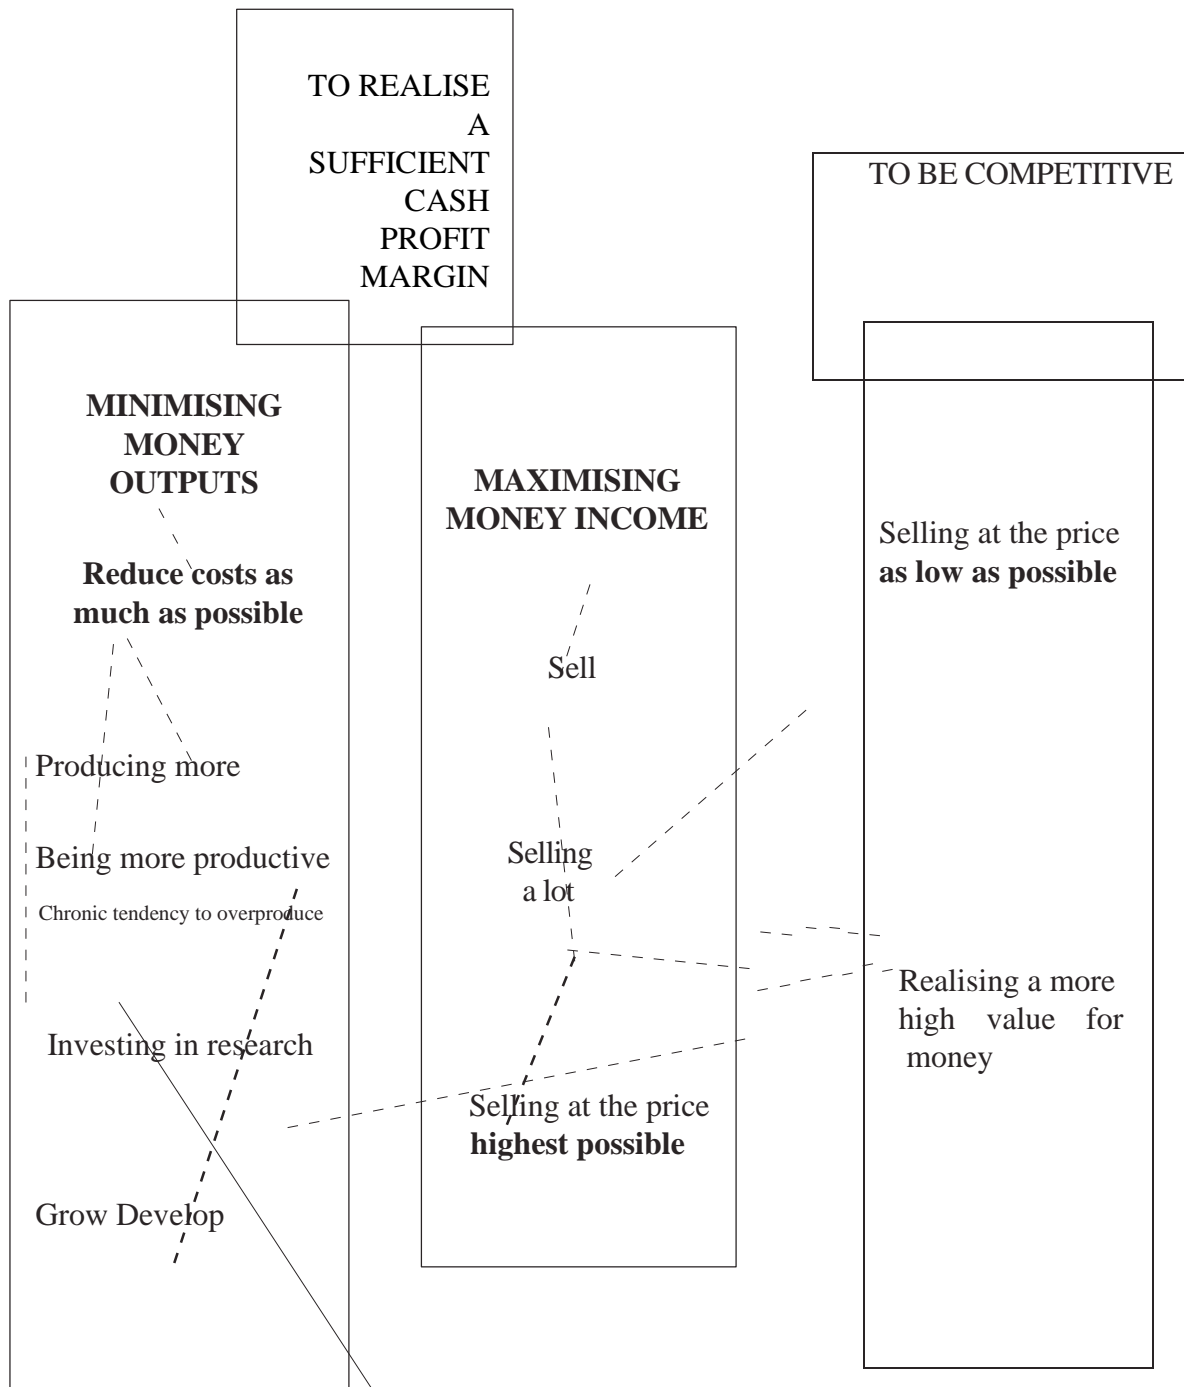 TO REALISE
A
SUFFICIENT
CASH
PROFIT
MARGIN
TO BE COMPETITIVE
MINIMISING
MONEY
OUTPUTS
Reduce costs as
much as possible
Producing more
Being more productive
Chronic tendency to overproduce
Investing in research
Grow Develop
MAXIMISING
MONEY INCOME
Sell
Selling
a lot
Selling at the price
highest possible
Selling at the price
as low as possible
Realising a more
high value for
money